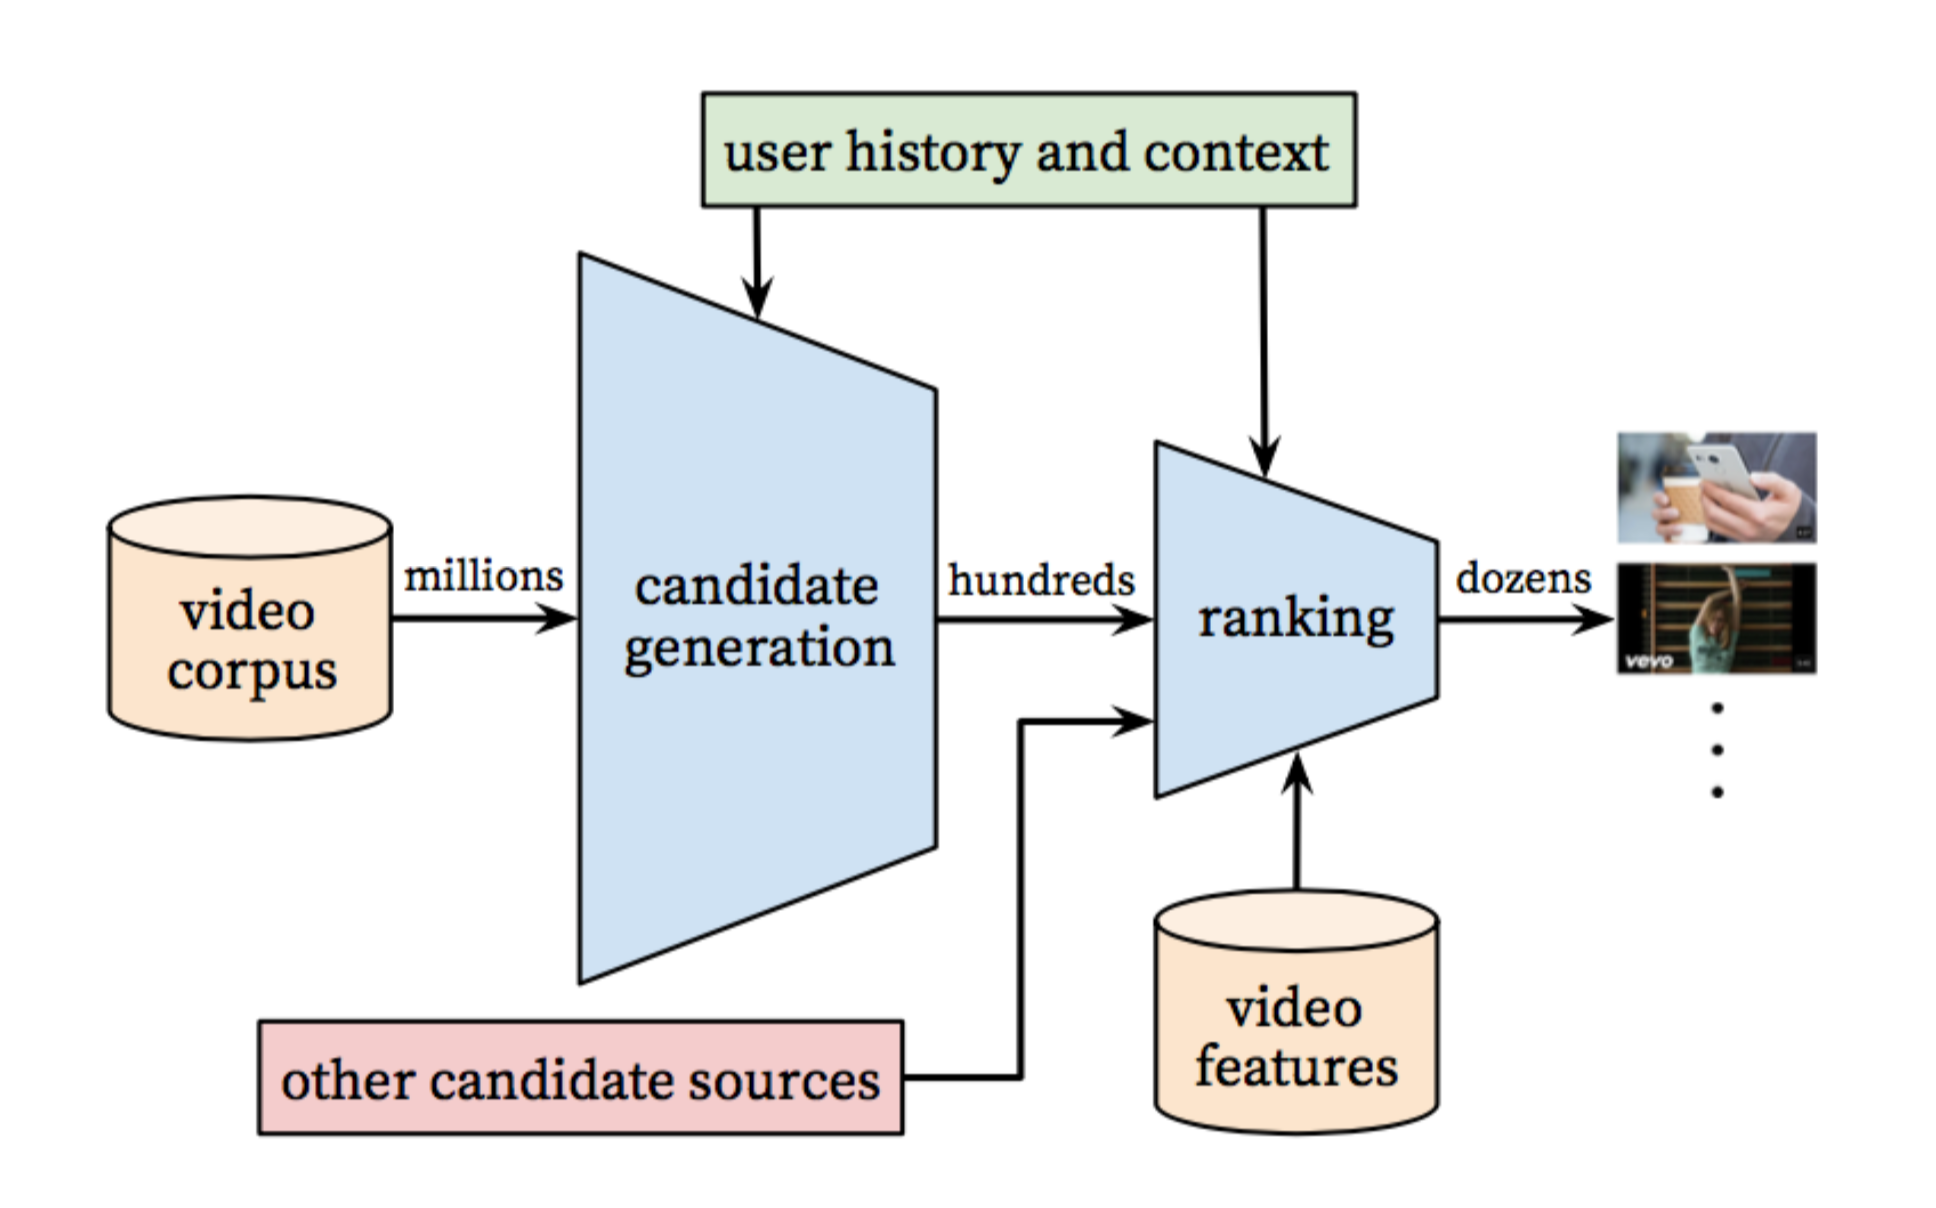 user history and context
video
corpus
millions
candidate
generation
hundreds
ranking
dozens
vevo
other candidate sources
video
features